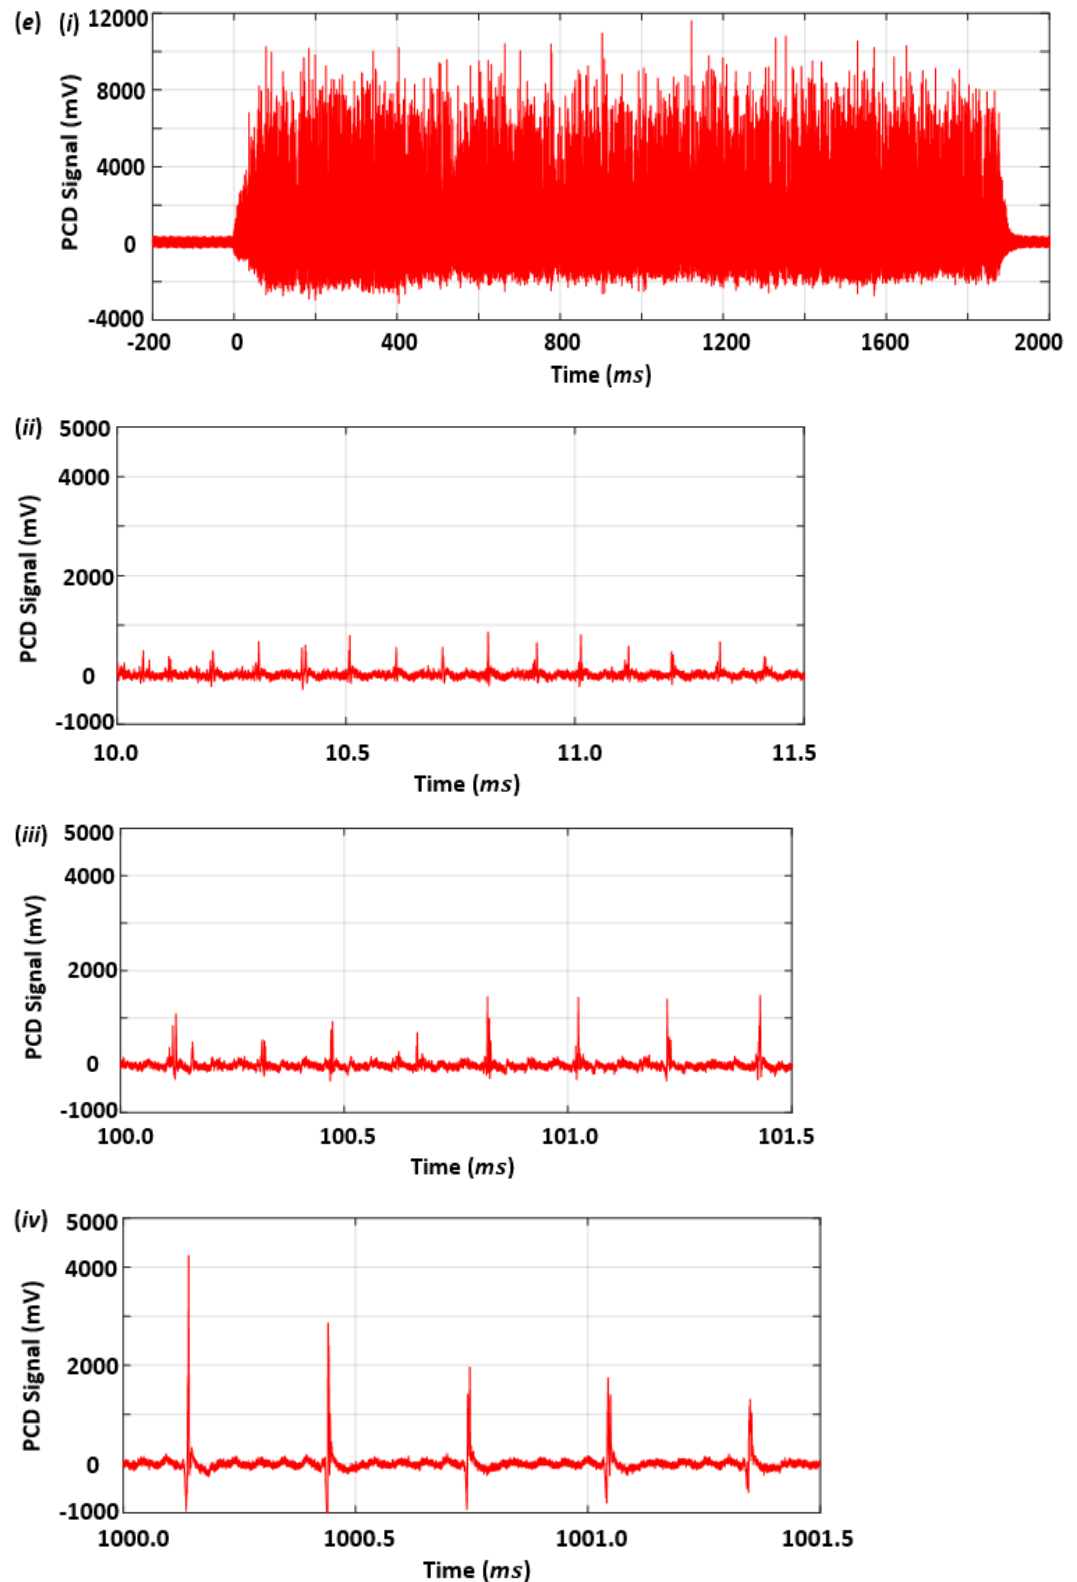 (e) (i)
12000
8000
4000
0
-4000
PCD Signal (mV)
-200 0 400 800 1200 1600 2000
Time (ms)
(ii)
5000
4000
2000
0
-1000
PCD Signal (mV)
10.0 10.5 11.0 11.5
Time (ms)
(iii)
5000
4000
2000
0
-1000
PCD Signal (mV)
100.0 100.5 101.0 101.5
Time (ms)
(iv)
5000
4000
2000
0
-1000
PCD Signal (mV)
1000.0 1000.5 1001.0 1001.5
Time (ms)